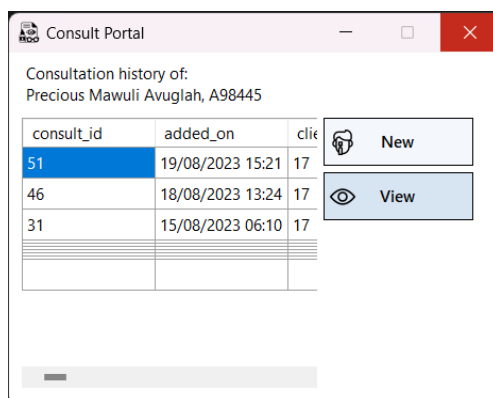 Consult Portal
Consultation history of:
Precious Mawuli Avuglah, A98445
consult_id added_on clie
51 19/08/2023 15:21 17
46 18/08/2023 13:24 17
31 15/08/2023 06:10 17
New
View